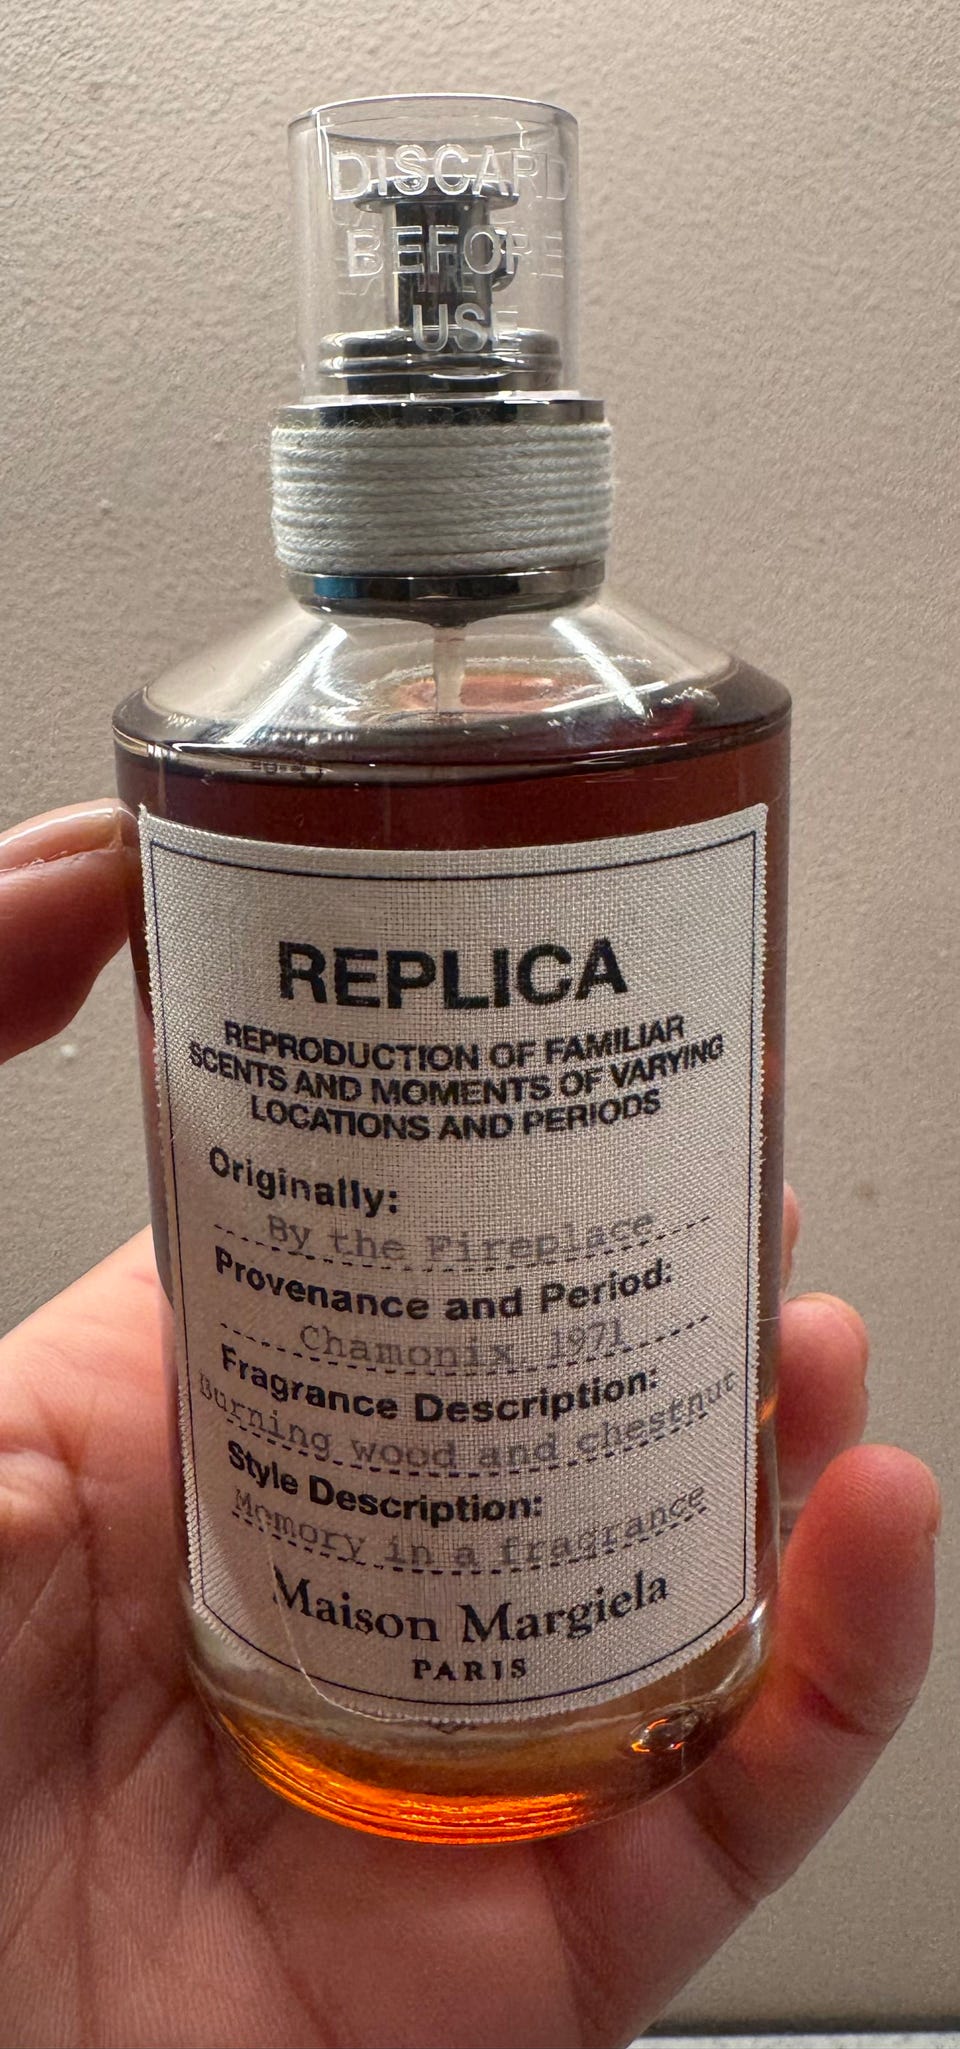 DISCARD
BEFORE
USE
REPLICA
REPRODUCTION OF FAMILIAR
SCENTS AND MOMENTS OF VARYING
LOCATIONS AND PERIODS
Originally:
By the Fireplace
Provenance and Period:
Chamonix, 1971
Fragrance Description:
Burning wood and chestnut
Style Description:
Memory in a fragrance
Maison Margiela
PARIS